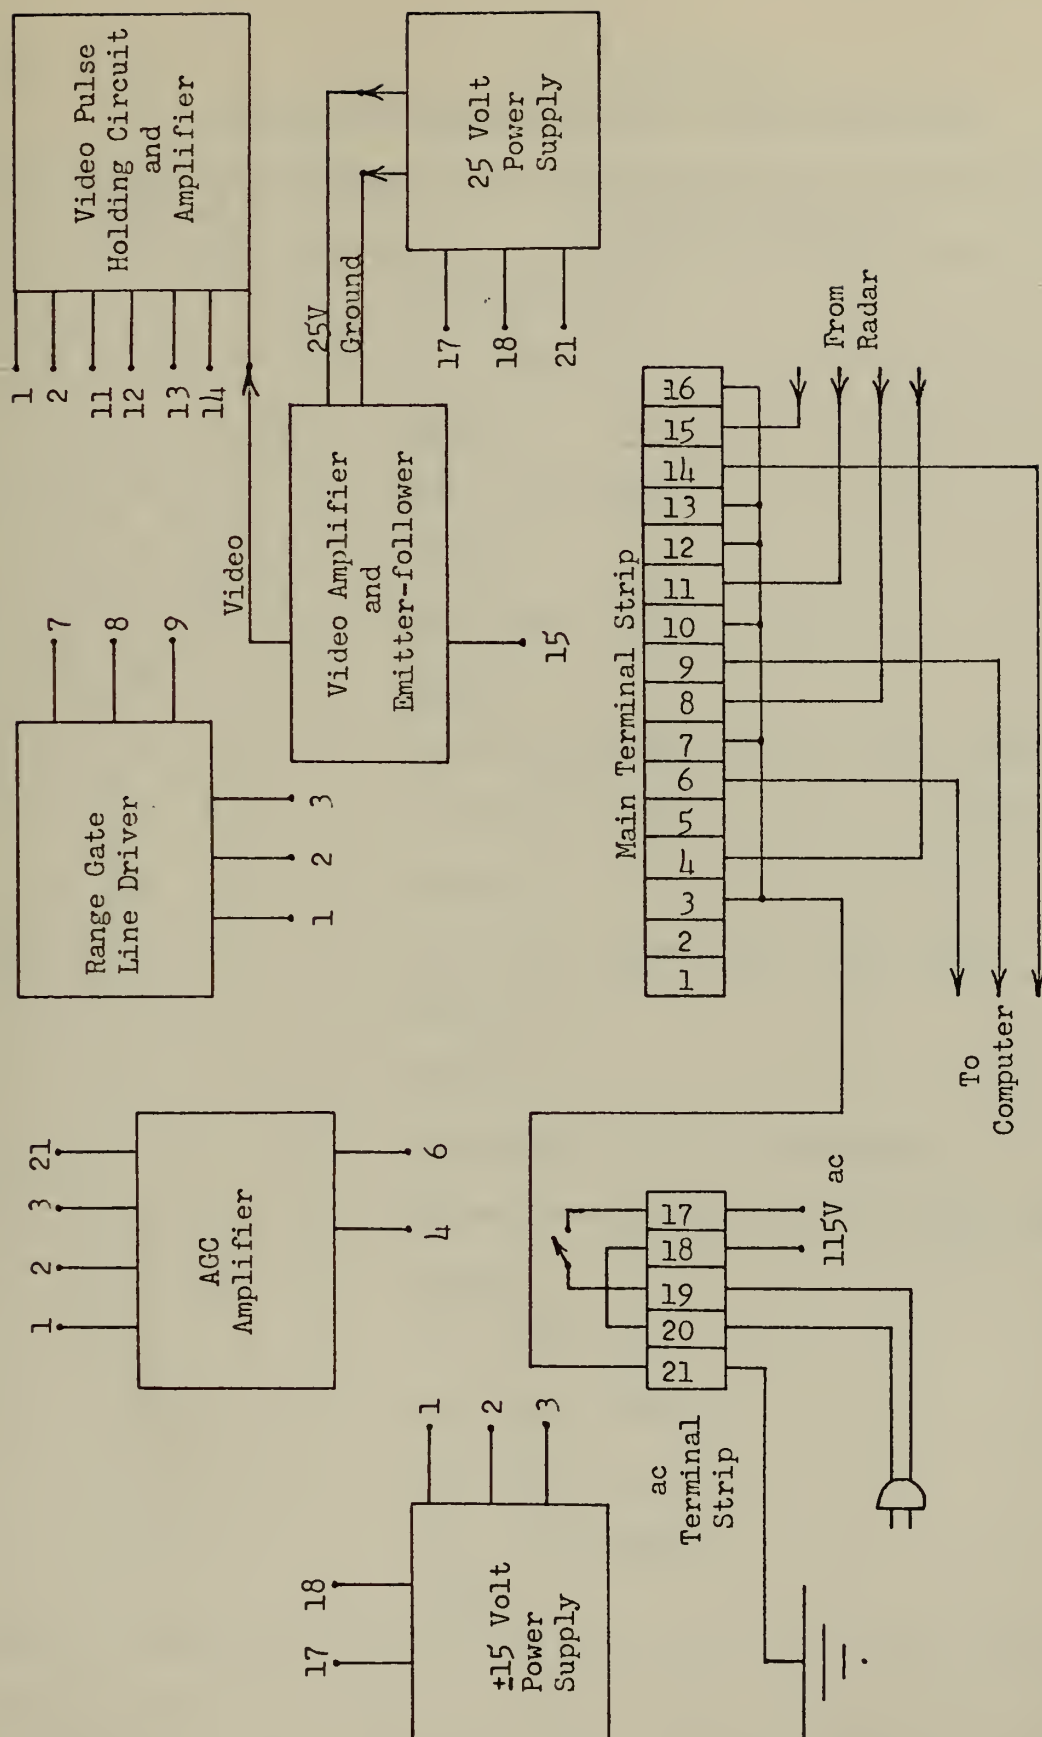 ±15 Volt
Power
Supply
17
18
1
2
3
AGC
Amplifier
1
2
3
21
4
6
Range Gate
Line Driver
1
2
3
7
8
9
Video Pulse
Holding Circuit
and
Amplifier
1
2
11
12
13
14
Video
Video Amplifier
and
Emitter-follower
15
25V
Ground
25 Volt
Power
Supply
17
18
21
ac
Terminal
Strip
21
20
19
18
17
115V ac
Main Terminal Strip
1
2
3
4
5
6
7
8
9
10
11
12
13
14
15
16
From
Radar
To
Computer